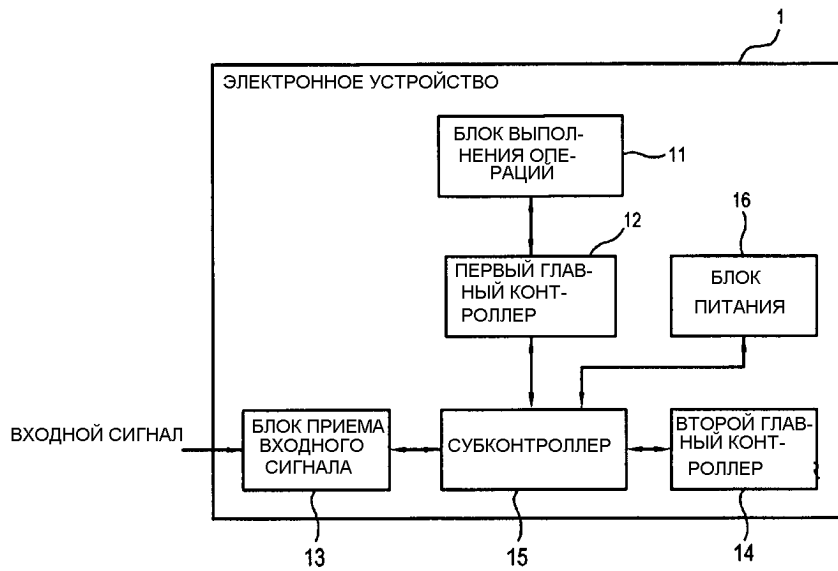 1
ЭЛЕКТРОННОЕ УСТРОЙСТВО
БЛОК ВЫПОЛ-
НЕНИЯ ОПЕ-
РАЦИЙ
11
12
16
ПЕРВЫЙ ГЛАВ-
НЫЙ КОНТ-
РОЛЛЕР
БЛОК
ПИТАНИЯ
ВХОДНОЙ СИГНАЛ
БЛОК ПРИЕМА
ВХОДНОГО
СИГНАЛА
СУБКОНТРОЛЛЕР
ВТОРОЙ ГЛАВ-
НЫЙ КОНТ-
РОЛЛЕР
13
15
14